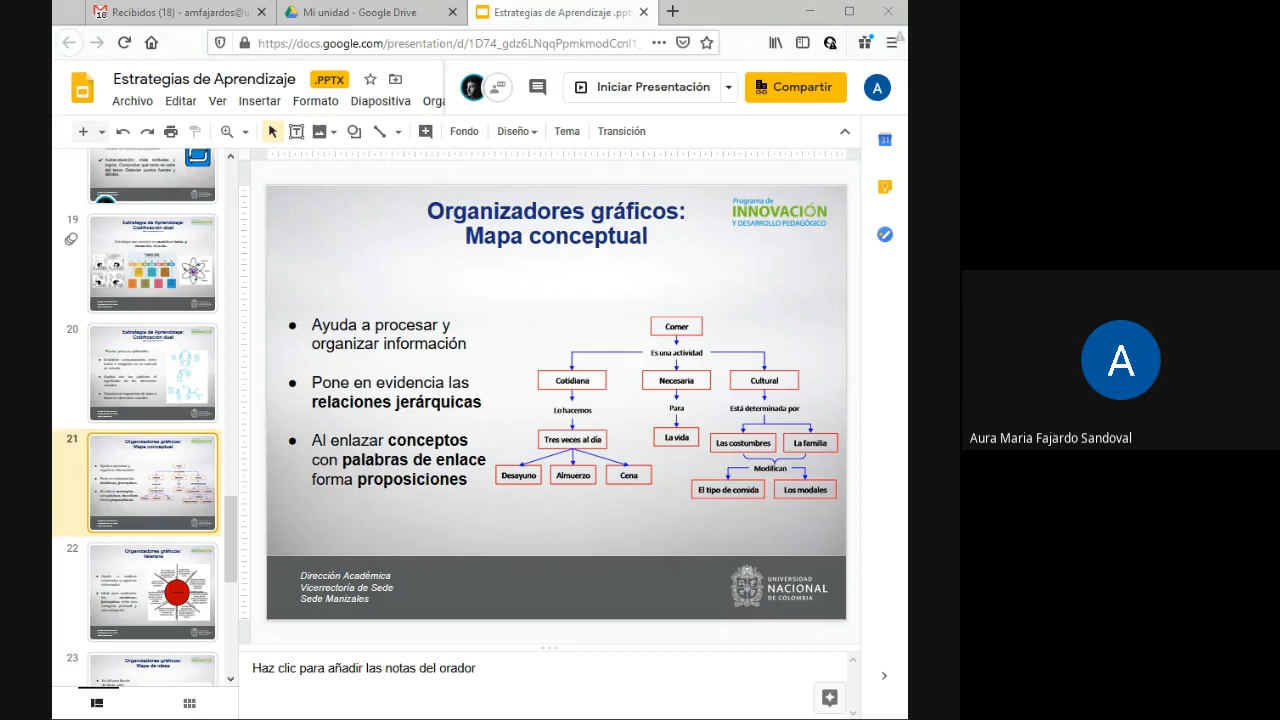 Recibidos (18) - amfajardos@u
Mi unidad - Google Drive
Estrategias de Aprendizaje .ppt
https://docs.google.com/presentation/d/1D74_gdz6LNqqPpmkmodCcnl1_
Estrategias de Aprendizaje .PPTX
Iniciar Presentación
Compartir
A
Archivo Editar Ver Insertar Formato Diapositiva Orga
Fondo Diseño Tema Transición
31
19
Estrategia de Aprendizaje:
Codificación dual
20
Estrategia de Aprendizaje:
Codificación dual
21
Organizadores gráficos:
Mapa conceptual
22
Organizadores gráficos:
telaraña
23
Organizadores gráficos:
Mapa de ideas
Organizadores gráficos:
Mapa conceptual
Programa de
INNOVACIÓN
Y DESARROLLO PEDAGÓGICO
● Ayuda a procesar y
organizar información
● Pone en evidencia las
relaciones jerárquicas
● Al enlazar conceptos
con palabras de enlace
forma proposiciones
Comer
Es una actividad
Cotidiana Necesaria Cultural
Lo hacemos Para Está determinada por
Tres veces al día La vida Las costumbres La familia
Modifican
Desayuno Almuerzo Cena
El tipo de comida Los modales
Dirección Académica
Vicerrectoría de Sede
Sede Manizales
UNIVERSIDAD
NACIONAL
DE COLOMBIA
Haz clic para añadir las notas del orador
A
Aura Maria Fajardo Sandoval